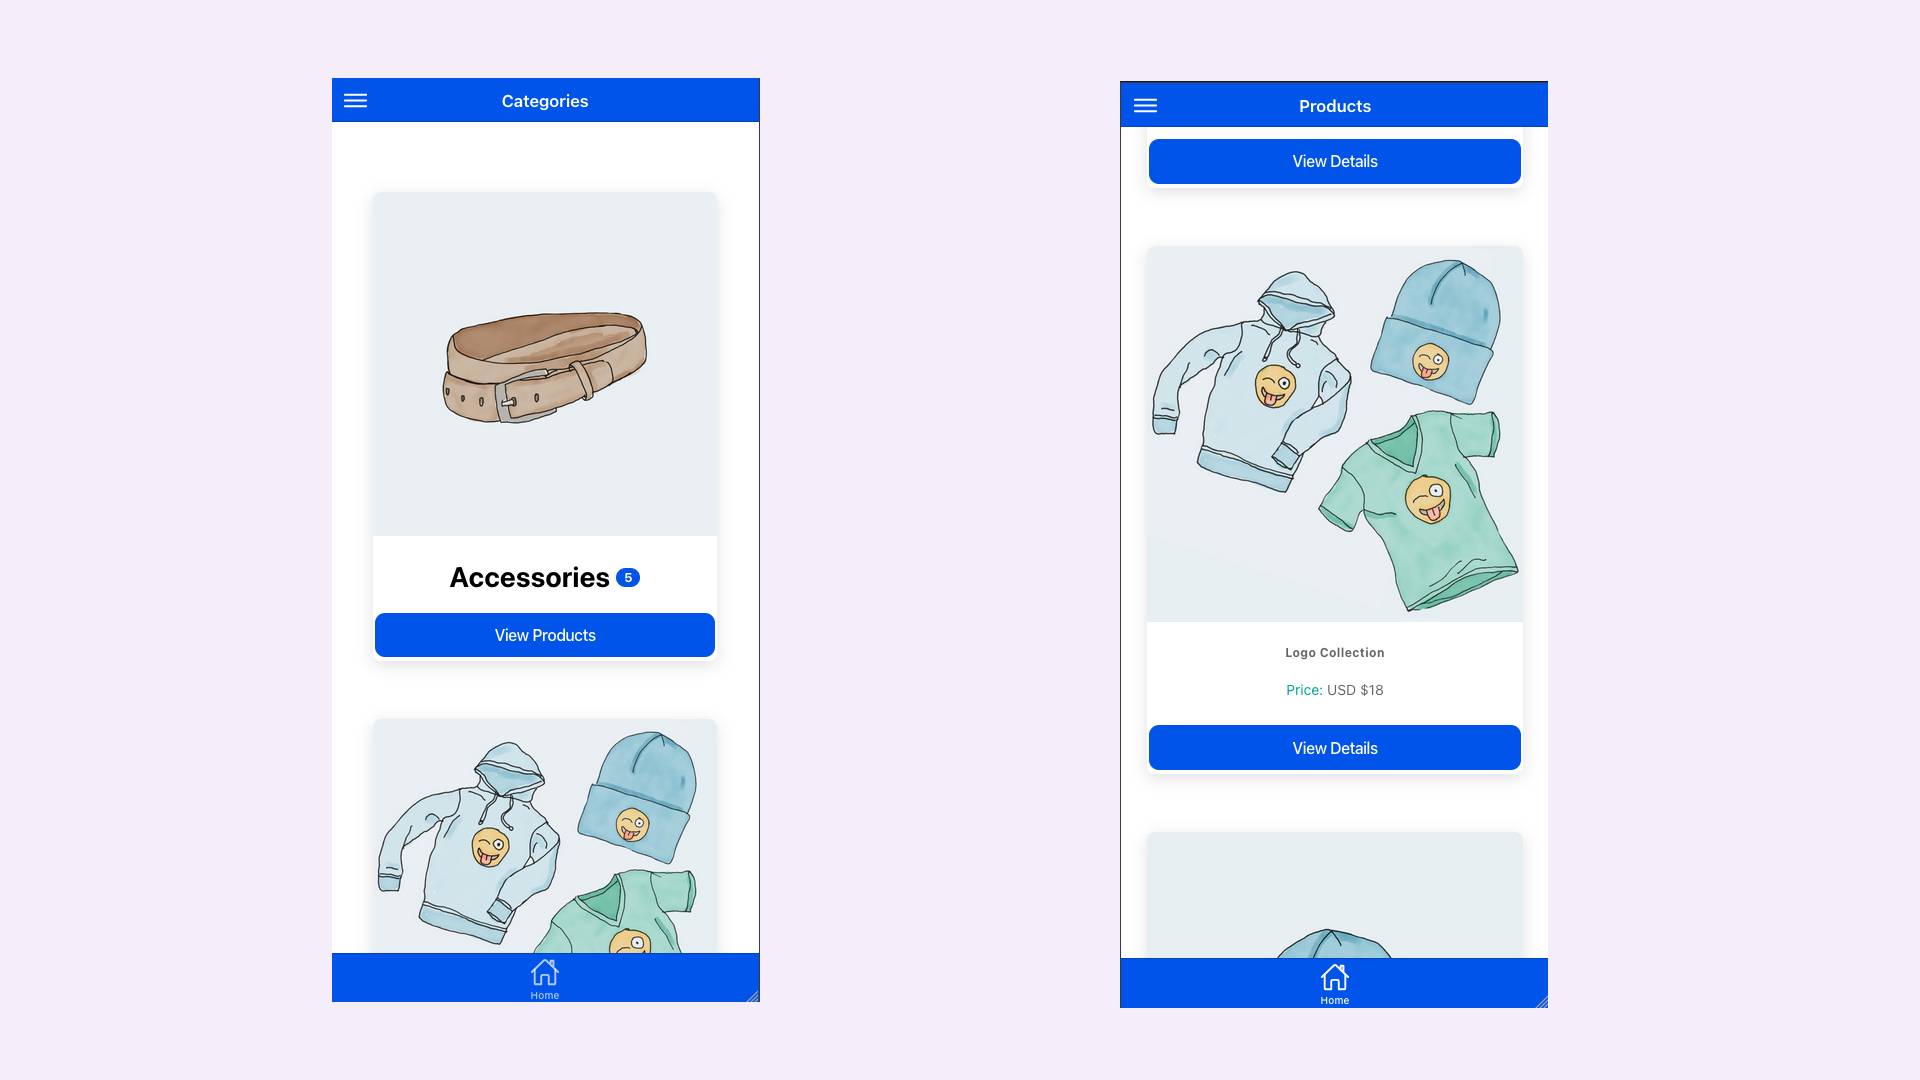 Categories
Accessories 5
View Products
Home
Products
View Details
Logo Collection
Price: USD $18
View Details
Home